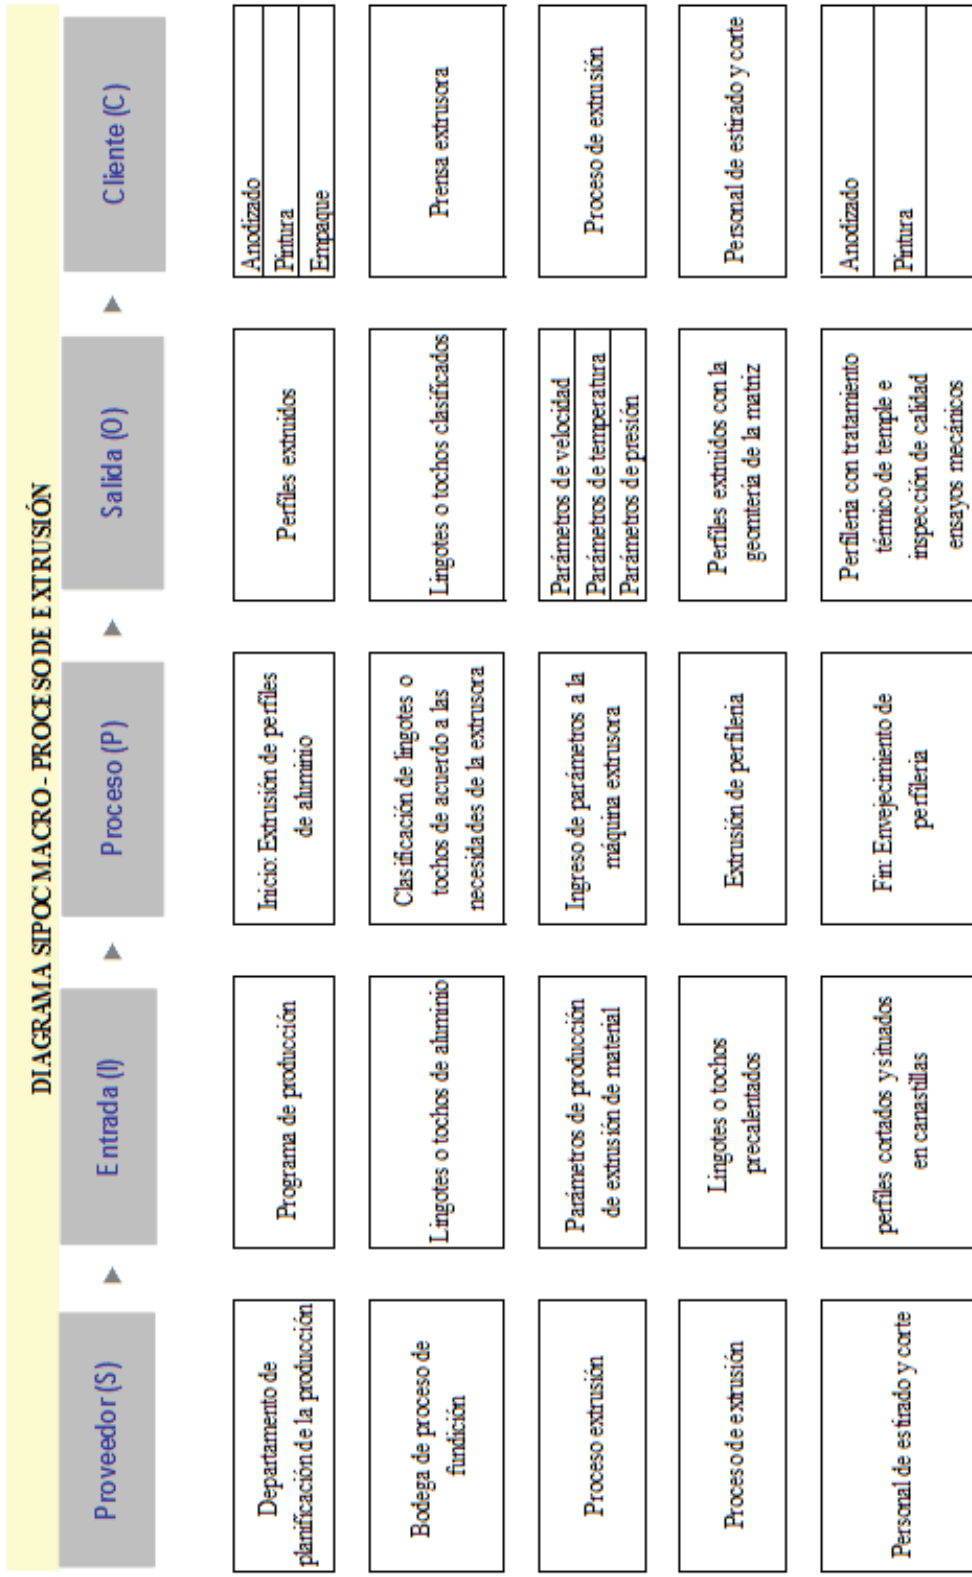 DIAGRAMA SIPOC MACRO - PROCESO DE EXTRUSIÓN
Proveedor (S)
Entrada (I)
Proceso (P)
Salida (O)
Cliente (C)
Departamento de
planificación de la producción
Programa de producción
Inicio: Extrusión de perfiles
de aluminio
Perfiles extruidos
Anodizado
Pintura
Empaque
Bodega de proceso de
fundición
Lingotes o tochos de aluminio
Clasificación de lingotes o
tochos de acuerdo a las
necesidades de la extrusora
Lingotes o tochos clasificados
Prensa extrusora
Proceso extrusión
Parámetros de producción
de extrusión de material
Ingreso de parámetros a la
máquina extrusora
Parámetros de velocidad
Parámetros de temperatura
Parámetros de presión
Proceso de extrusión
Proceso de extrusión
Lingotes o tochos
precalentados
Extrusión de perfileria
Perfiles extruidos con la
geomteria de la matriz
Personal de estirado y corte
Personal de estirado y corte
perfiles cortados y situados
en canastillas
Fin: Envejecimiento de
perfileria
Perfileria con tratamiento
térmico de temple e
inspección de calidad
ensayos mecánicos
Anodizado
Pintura